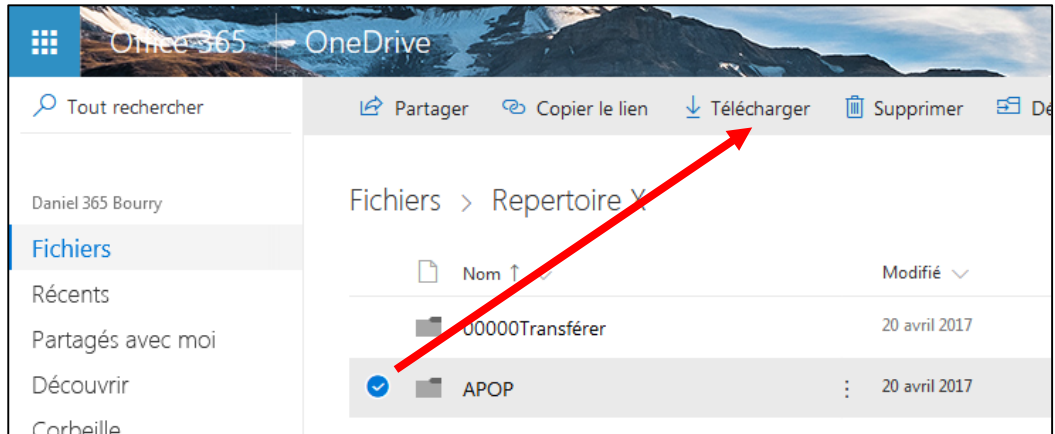 Office 365 OneDrive
Tout rechercher
Partager Copier le lien Télécharger Supprimer Dé
Daniel 365 Bourry
Fichiers > Repertoire X
Fichiers
Nom ↑ Modifié
Récents
00000Transférer 20 avril 2017
Partagés avec moi
Découvrir
APOP 20 avril 2017
Corbeille